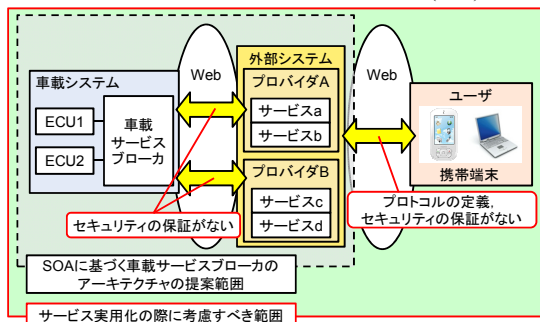 外部システム
車載システム
Web
プロバイダA
Web
ユーザ
ECU1
車載
サービス
ブローカ
サービスa
サービスb
ECU2
携帯端末
プロバイダB
サービスc
サービスd
セキュリティの保証がない
プロトコルの定義,
セキュリティの保証がない
SOAに基づく車載サービスブローカの
アーキテクチャの提案範囲
サービス実用化の際に考慮すべき範囲